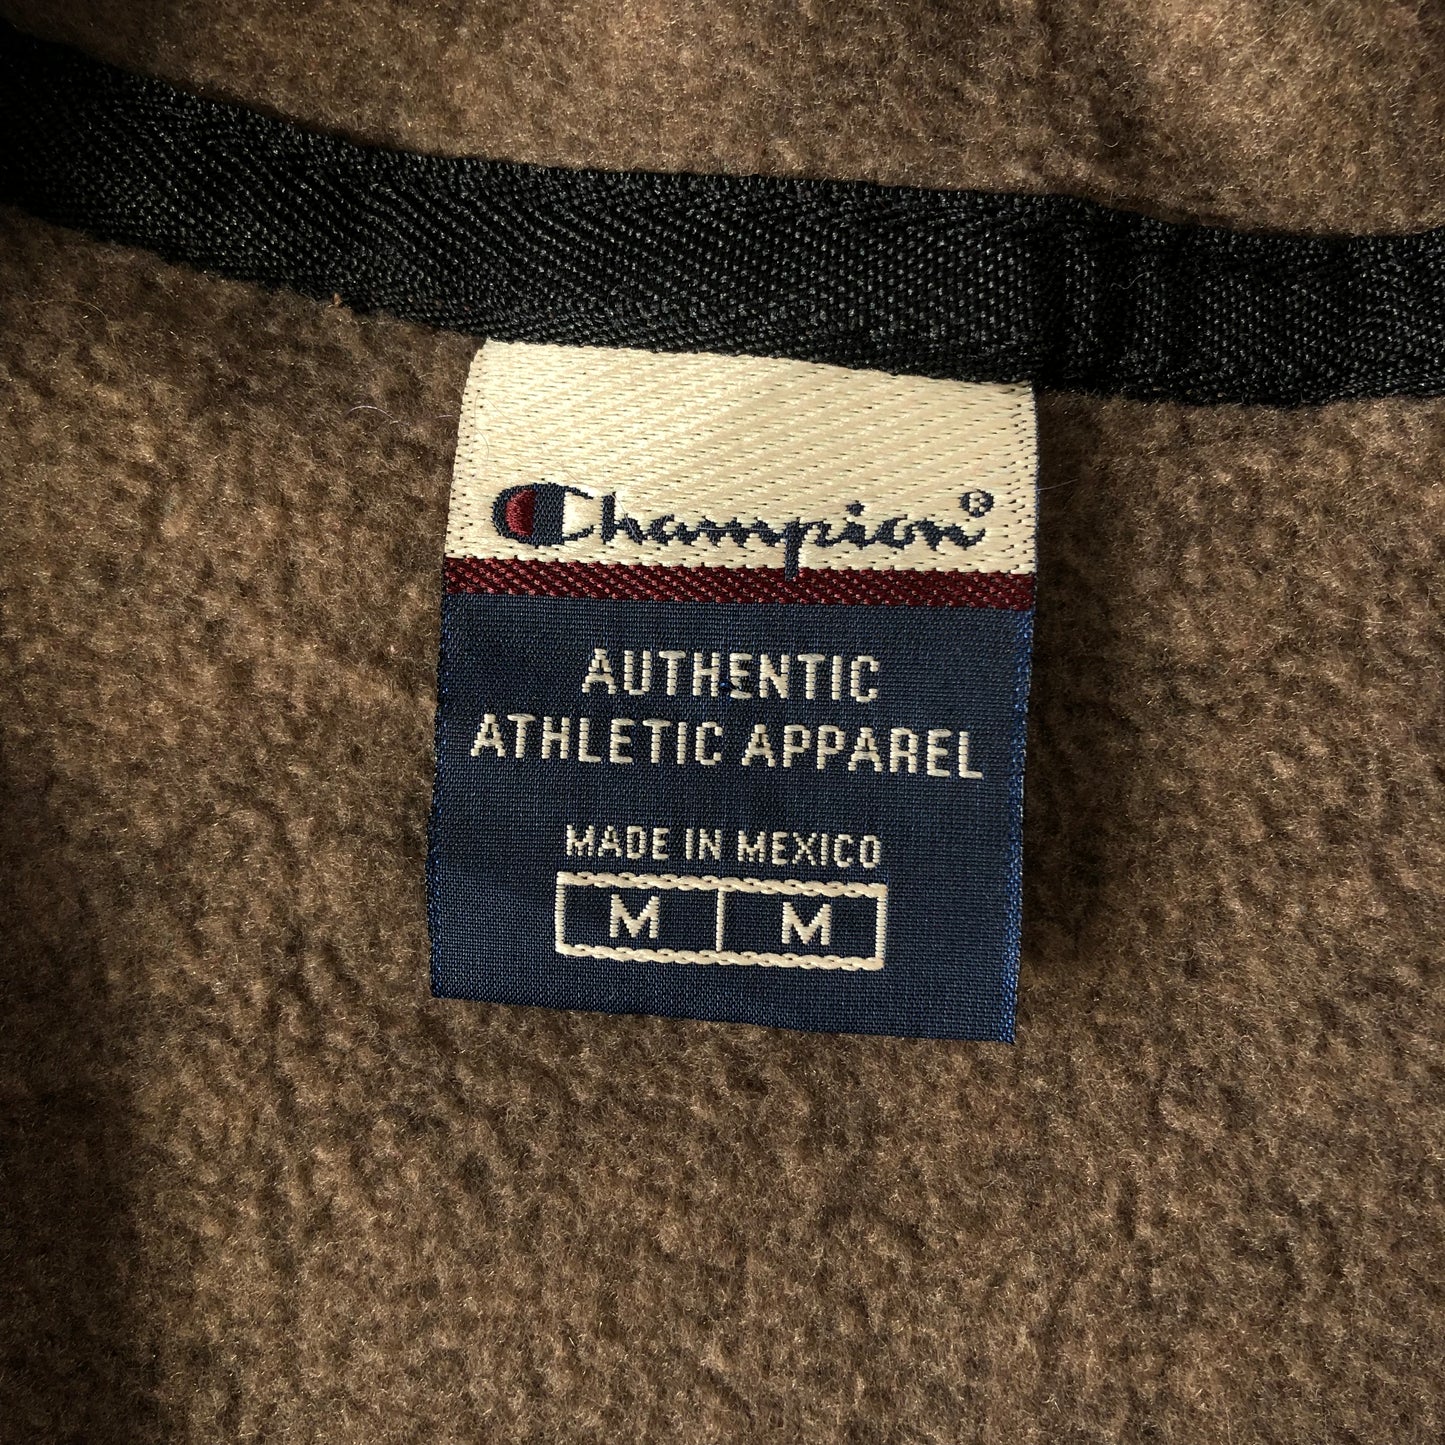 Champion®
AUTHENTIC
ATHLETIC APPAREL
MADE IN MEXICO
M M